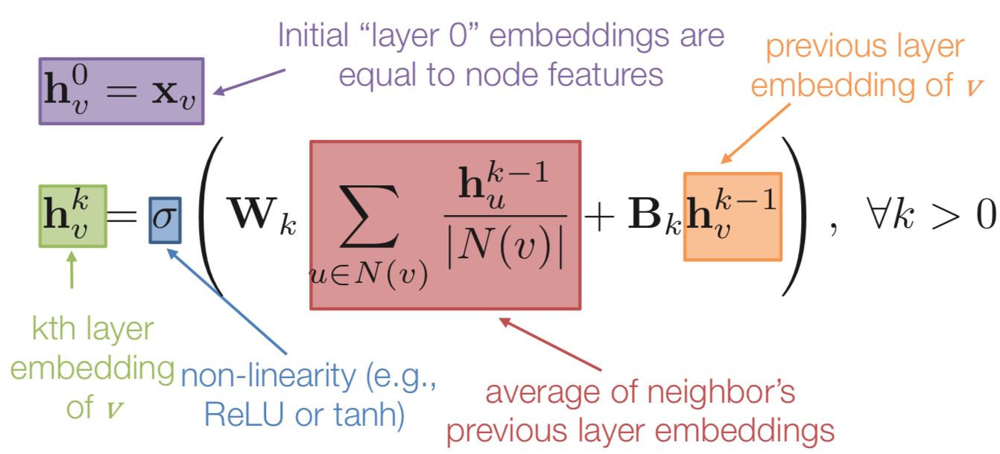 Initial “layer 0” embeddings are
equal to node features
previous layer
embedding of v
h_v^0 = x_v
h_v^k = σ ( W_k ∑_{u∈N(v)} h_u^{k−1} / |N(v)| + B_k h_v^{k−1} ) , ∀k > 0
kth layer
embedding
of v
non-linearity (e.g.,
ReLU or tanh)
average of neighbor’s
previous layer embeddings